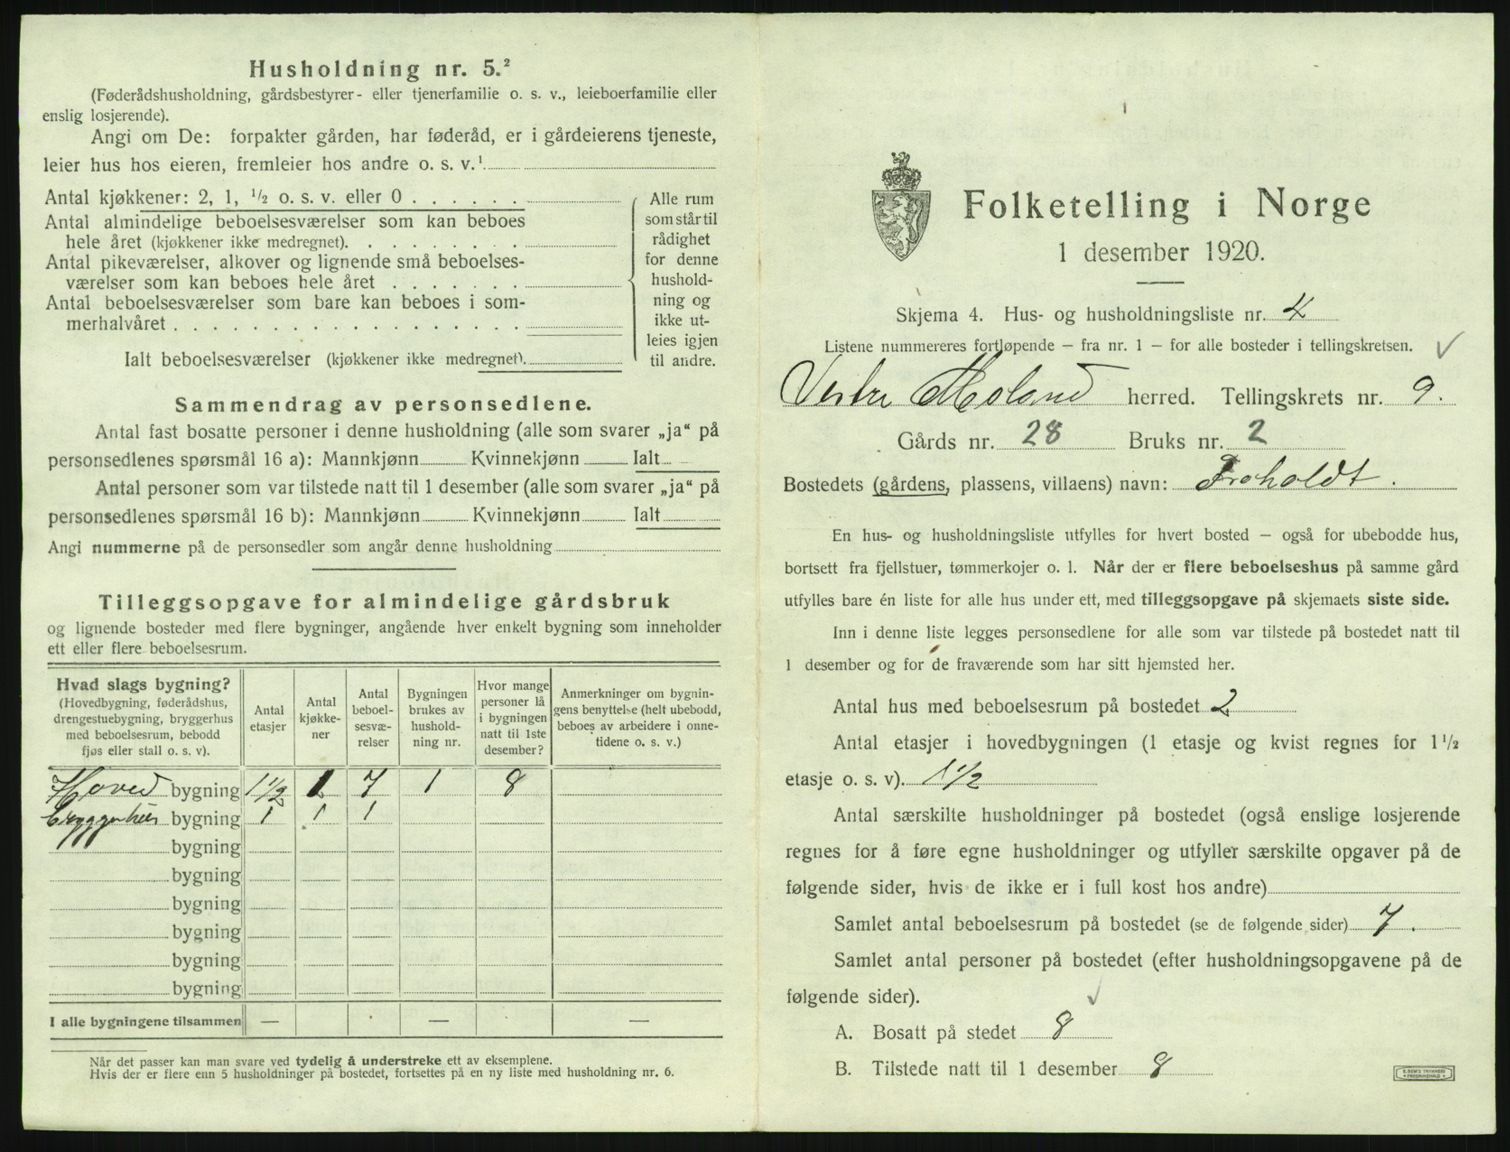 Husholdning nr. 5.²
(Føderådshusholdning, gårdsbestyrer- eller tjenerfamilie o. s. v., leieboerfamilie eller
enslig losjerende).
Angi om De: forpakter gården, har føderåd, er i gårdeierens tjeneste,
leier hus hos eieren, fremleier hos andre o. s. v.¹
Antal kjøkkener: 2, 1, ½ o. s. v. eller 0
Antal almindelige beboelsesværelser som kan beboes
hele året (kjøkkener ikke medregnet).
Antal pikeværelser, alkover og lignende små beboelses-
værelser som kan beboes hele året
Antal beboelsesværelser som bare kan beboes i som-
merhalvåret
Ialt beboelsesværelser (kjøkkener ikke medregnet).
Alle rum
som står til
rådighet
for denne
hushold-
ning og
ikke ut-
leies igjen
til andre.
Sammendrag av personsedlene.
Antal fast bosatte personer i denne husholdning (alle som svarer „ja“ på
personsedlenes spørsmål 16 a): Mannkjønn Kvinnekjønn Ialt
Antal personer som var tilstede natt til 1 desember (alle som svarer „ja“ på
personsedlenes spørsmål 16 b): Mannkjønn Kvinnekjønn Ialt
Angi nummerne på de personsedler som angår denne husholdning
Tilleggsopgave for almindelige gårdsbruk
og lignende bosteder med flere bygninger, angående hver enkelt bygning som inneholder
ett eller flere beboelsesrum.
Hvad slags bygning?
(Hovedbygning, føderådshus,
drengestuebygning, bryggerhus
med beboelsesrum, bebodd
fjøs eller stall o. s. v).
Antal
etasjer
Antal
kjøkke-
ner
Antal
beboel-
sesvæ-
relser
Bygningen
brukes av
hushold-
ning nr.
Hvor mange
personer lå
i bygningen
natt til 1ste
desember?
Anmerkninger om bygnin-
gens benyttelse (helt ubebodd,
beboes av arbeidere i onne-
tidene o. s. v.)
Hoved bygning 1½ 1 7 1 8
bryggerhus bygning 1 1 1
bygning
bygning
bygning
bygning
bygning
bygning
I alle bygningene tilsammen — — —
Når det passer kan man svare ved tydelig å understreke ett av eksemplene.
Hvis der er flere enn 5 husholdninger på bostedet, fortsettes på en ny liste med husholdning nr. 6.
Folketelling i Norge
1 desember 1920.
Skjema 4. Hus- og husholdningsliste nr. 4
Listene nummereres fortløpende — fra nr. 1 — for alle bosteder i tellingskretsen.
Vestre Moland herred. Tellingskrets nr. 9.
Gårds nr. 28 Bruks nr. 2
Bostedets (gårdens, plassens, villaens) navn: Froholdt.
En hus- og husholdningsliste utfylles for hvert bosted — også for ubebodde hus,
bortsett fra fjellstuer, tømmerkojer o. l. Når der er flere beboelseshus på samme gård
utfylles bare én liste for alle hus under ett, med tilleggsopgave på skjemaets siste side.
Inn i denne liste legges personsedlene for alle som var tilstede på bostedet natt til
1 desember og for de fraværende som har sitt hjemsted her.
Antal hus med beboelsesrum på bostedet 2
Antal etasjer i hovedbygningen (1 etasje og kvist regnes for 1½
etasje o. s. v). 1½
Antal særskilte husholdninger på bostedet (også enslige losjerende
regnes for å føre egne husholdninger og utfyller særskilte opgaver på de
følgende sider, hvis de ikke er i full kost hos andre)
Samlet antal beboelsesrum på bostedet (se de følgende sider) 7.
Samlet antal personer på bostedet (efter husholdningsopgavene på de
følgende sider).
A. Bosatt på stedet 8
B. Tilstede natt til 1 desember 8